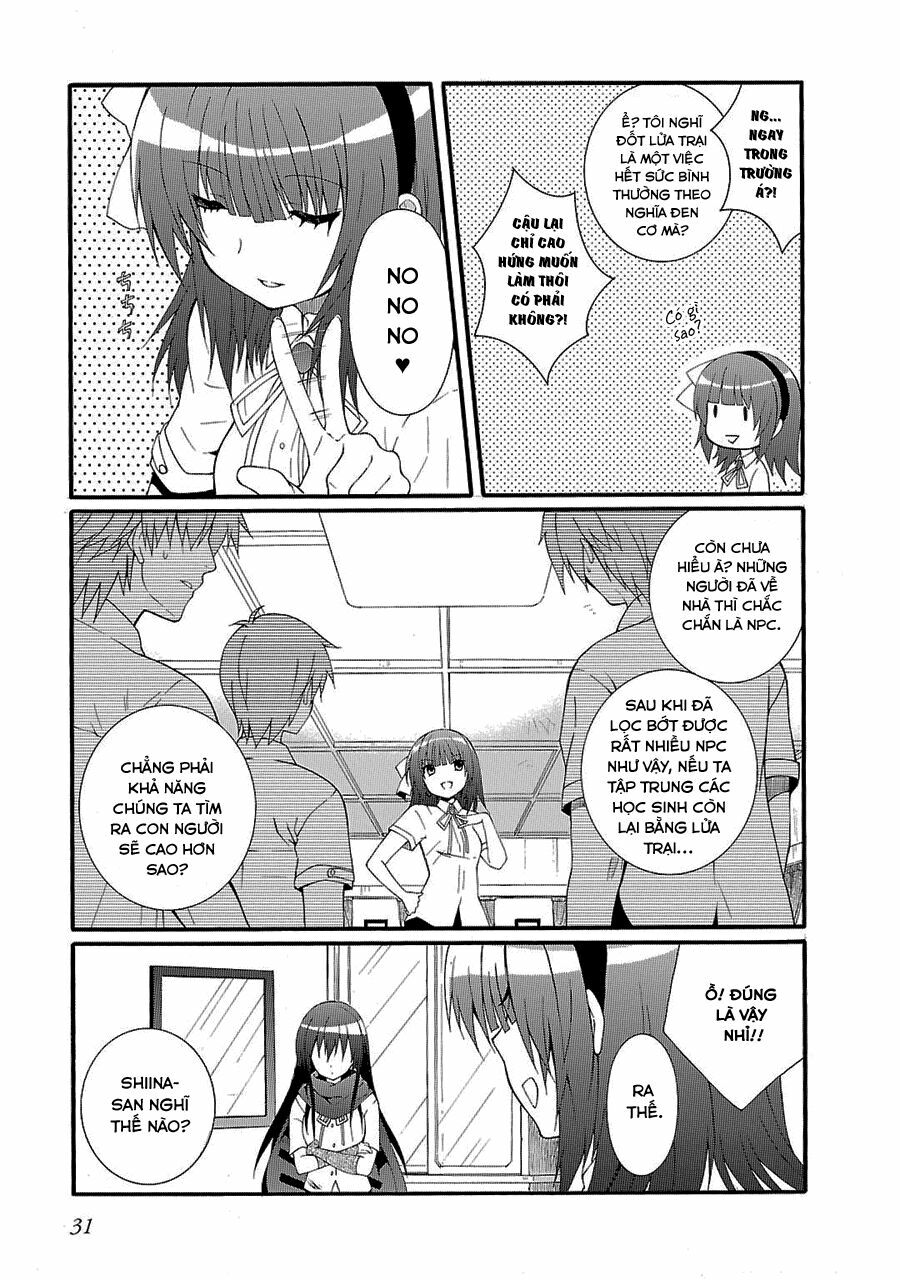 NG...
NGAY
TRONG
TRƯỜNG
Á?!
Ể? TÔI NGHĨ
ĐỐT LỬA TRẠI
LÀ MỘT VIỆC
HẾT SỨC BÌNH
THƯỜNG THEO
NGHĨA ĐEN
CƠ MÀ?
CẬU LẠI
CHỈ CAO
HỨNG MUỐN
LÀM THÔI
CÓ PHẢI
KHÔNG?!
Có gì
sao?
NO
NO
NO
♥
ちちち
CÒN CHƯA
HIỂU À? NHỮNG
NGƯỜI ĐÃ VỀ
NHÀ THÌ CHẮC
CHẮN LÀ NPC.
SAU KHI ĐÃ
LỌC BỚT ĐƯỢC
RẤT NHIỀU NPC
NHƯ VẬY, NẾU TA
TẬP TRUNG CÁC
HỌC SINH CÒN
LẠI BẰNG LỬA
TRẠI...
CHẲNG PHẢI
KHẢ NĂNG
CHÚNG TA TÌM
RA CON NGƯỜI
SẼ CAO HƠN
SAO?
Ồ! ĐÚNG
LÀ VẬY
NHỈ!!
RA
THẾ.
SHIINA-
SAN NGHĨ
THẾ NÀO?
31